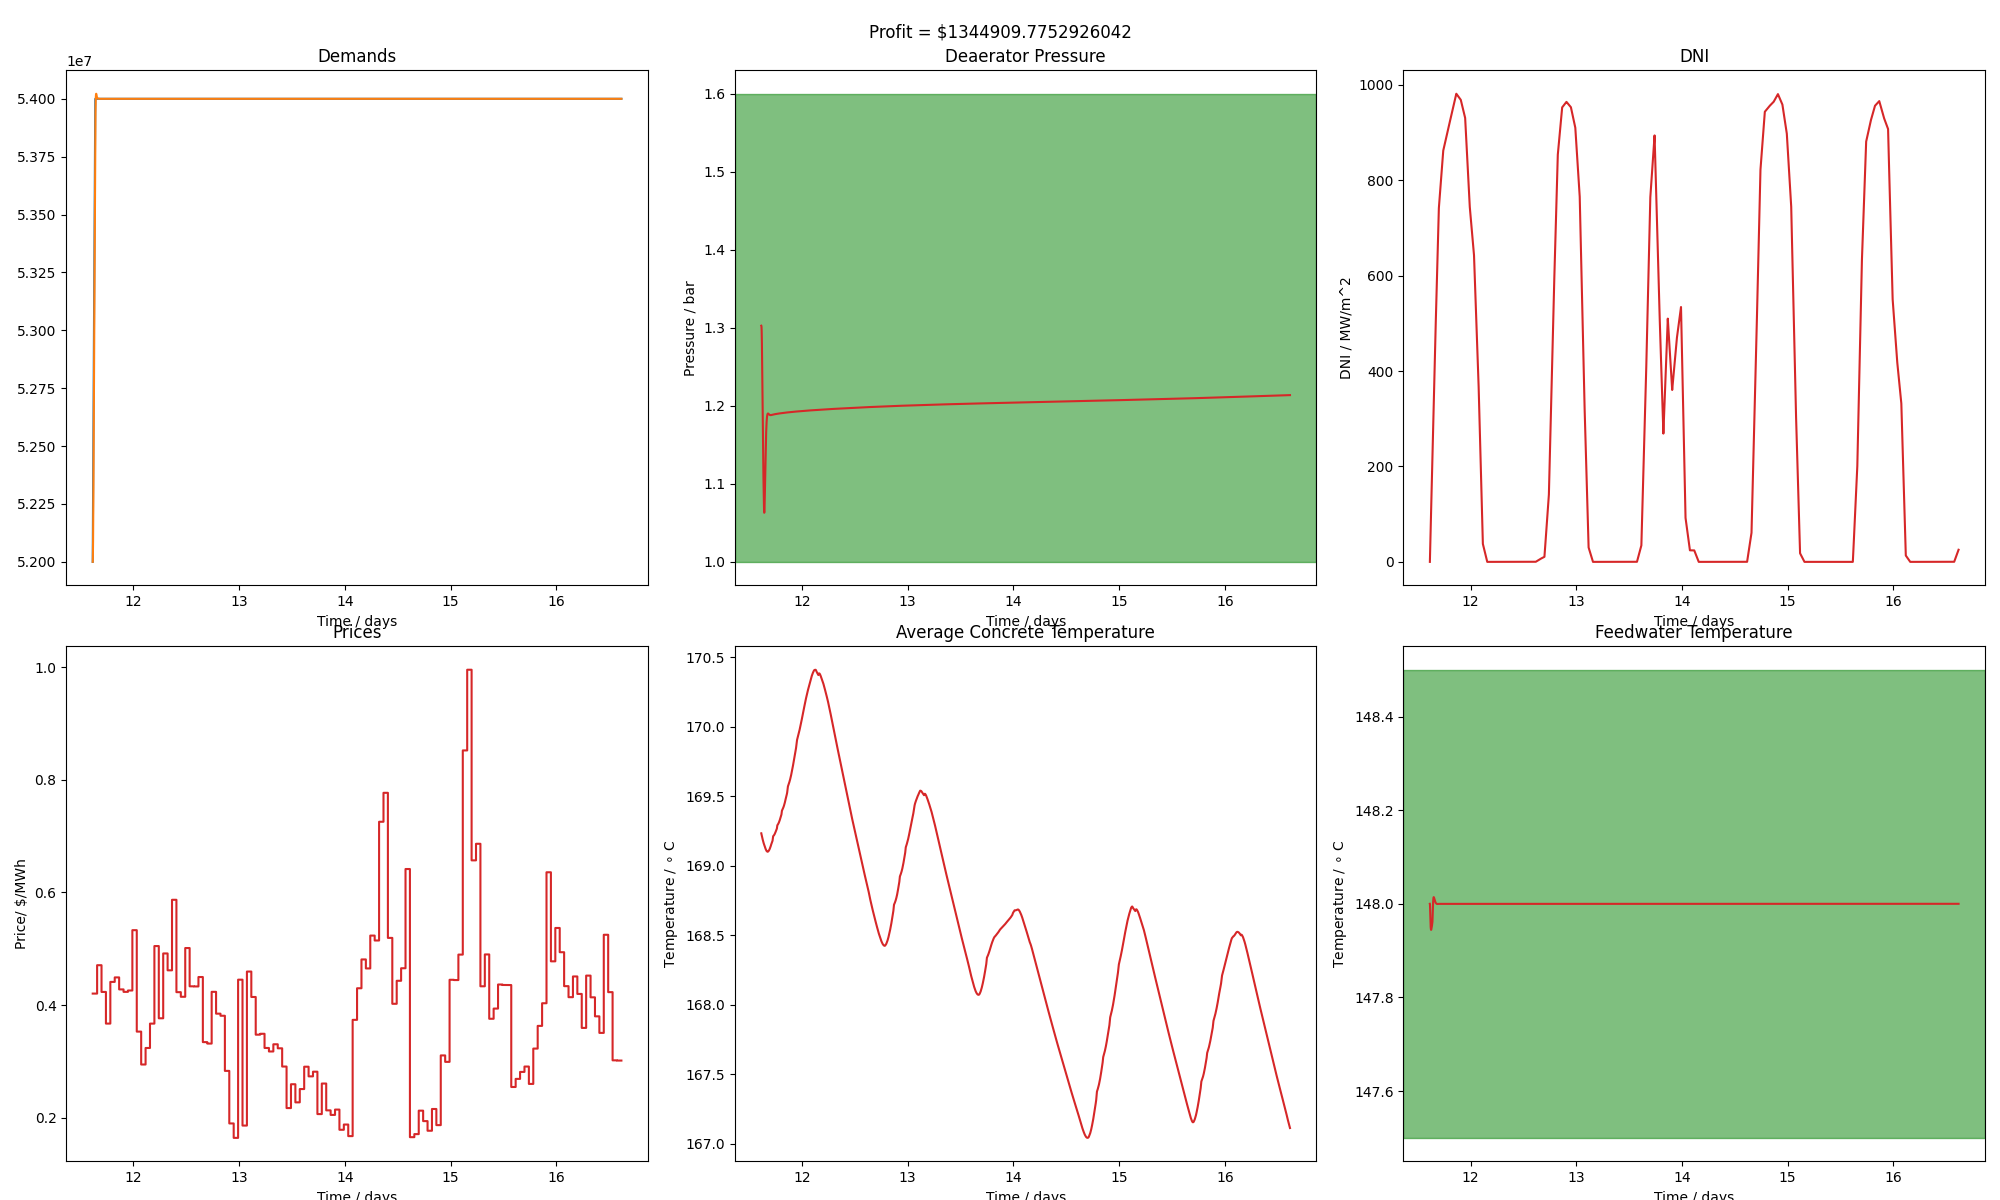 Profit = $1344909.7752926042
Demands
1e7
5.400
5.375
5.350
5.325
5.300
5.275
5.250
5.225
5.200
12 13 14 15 16
Time / days
Deaerator Pressure
Pressure / bar
1.6
1.5
1.4
1.3
1.2
1.1
1.0
12 13 14 15 16
Time / days
DNI
DNI / MW/m^2
1000
800
600
400
200
0
12 13 14 15 16
Time / days
Prices
Price/ $/MWh
1.0
0.8
0.6
0.4
0.2
12 13 14 15 16
Time / days
Average Concrete Temperature
Temperature / ∘ C
170.5
170.0
169.5
169.0
168.5
168.0
167.5
167.0
12 13 14 15 16
Time / days
Feedwater Temperature
Temperature / ∘ C
148.4
148.2
148.0
147.8
147.6
12 13 14 15 16
Time / days